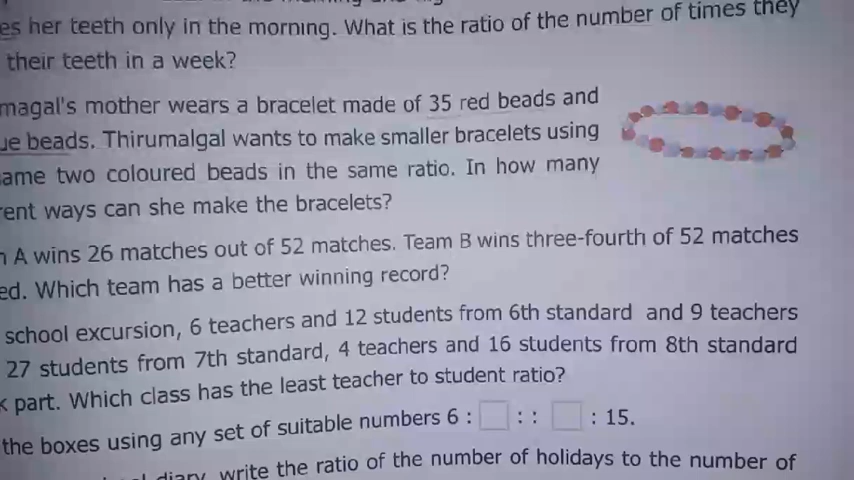 es her teeth only in the morning. What is the ratio of the number of times they
their teeth in a week?
magal's mother wears a bracelet made of 35 red beads and
ue beads. Thirumalgal wants to make smaller bracelets using
ame two coloured beads in the same ratio. In how many
rent ways can she make the bracelets?
A wins 26 matches out of 52 matches. Team B wins three-fourth of 52 matches
ed. Which team has a better winning record?
school excursion, 6 teachers and 12 students from 6th standard and 9 teachers
27 students from 7th standard, 4 teachers and 16 students from 8th standard
k part. Which class has the least teacher to student ratio?
the boxes using any set of suitable numbers 6 : □ : : □ : 15.
diary, write the ratio of the number of holidays to the number of